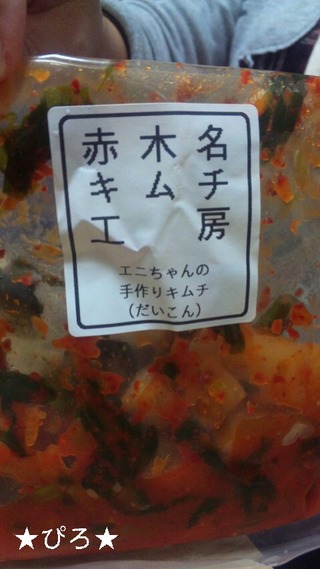 赤木名
キムチ
工房
エニちゃんの
手作りキムチ
（だいこん）
★ぴろ★